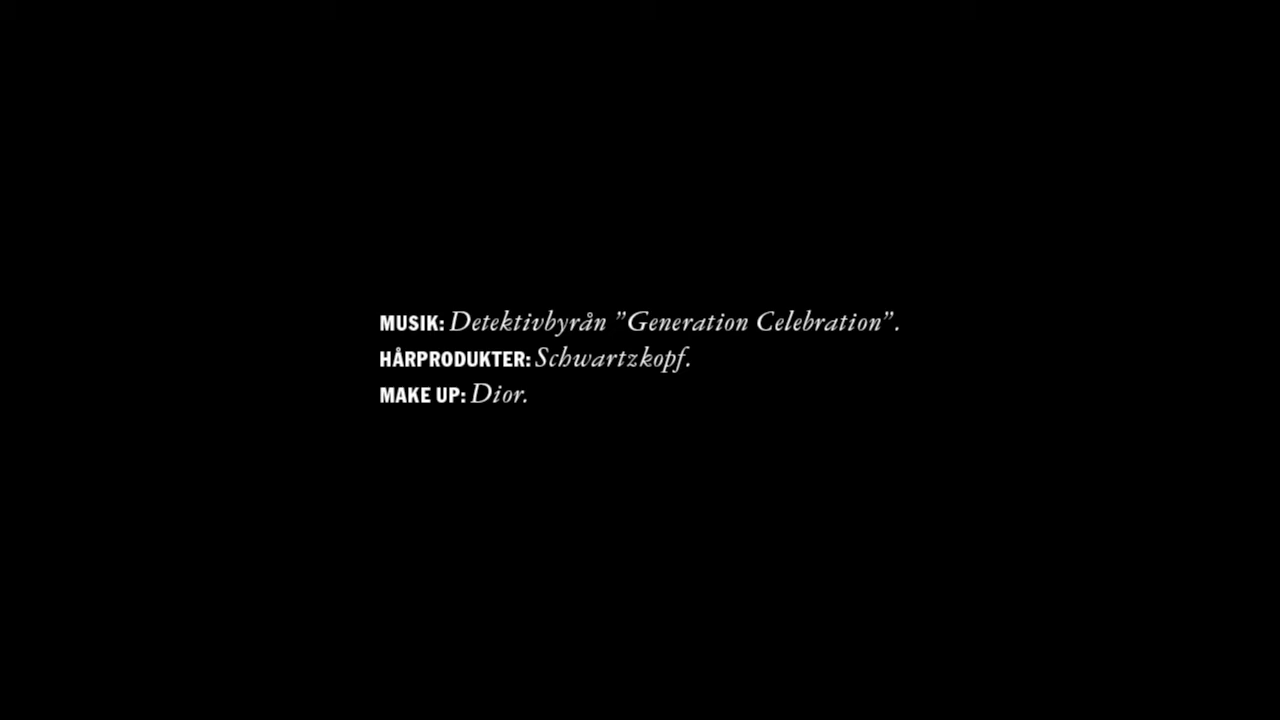 MUSIK: Detektivbyrån ”Generation Celebration”.
HÅRPRODUKTER: Schwartzkopf.
MAKE UP: Dior.